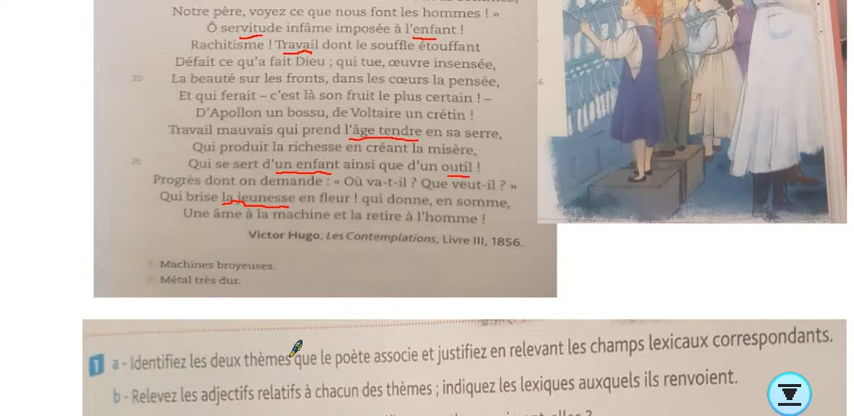 Notre père, voyez ce que nous font les hommes ! »
Ô servitude infâme imposée à l'enfant !
Rachitisme ! Travail dont le souffle étouffant
Défait ce qu'a fait Dieu ; qui tue, œuvre insensée,
20 La beauté sur les fronts, dans les cœurs la pensée,
Et qui ferait – c'est là son fruit le plus certain ! –
D'Apollon un bossu, de Voltaire un crétin !
Travail mauvais qui prend l'âge tendre en sa serre,
Qui produit la richesse en créant la misère,
25 Qui se sert d'un enfant ainsi que d'un outil !
Progrès dont on demande : « Où va-t-il ? Que veut-il ? »
Qui brise la jeunesse en fleur ! qui donne, en somme,
Une âme à la machine et la retire à l'homme !
Victor Hugo, Les Contemplations, Livre III, 1856.
Machines broyeuses.
Métal très dur.
1 a - Identifiez les deux thèmes que le poète associe et justifiez en relevant les champs lexicaux correspondants.
b - Relevez les adjectifs relatifs à chacun des thèmes ; indiquez les lexiques auxquels ils renvoient.